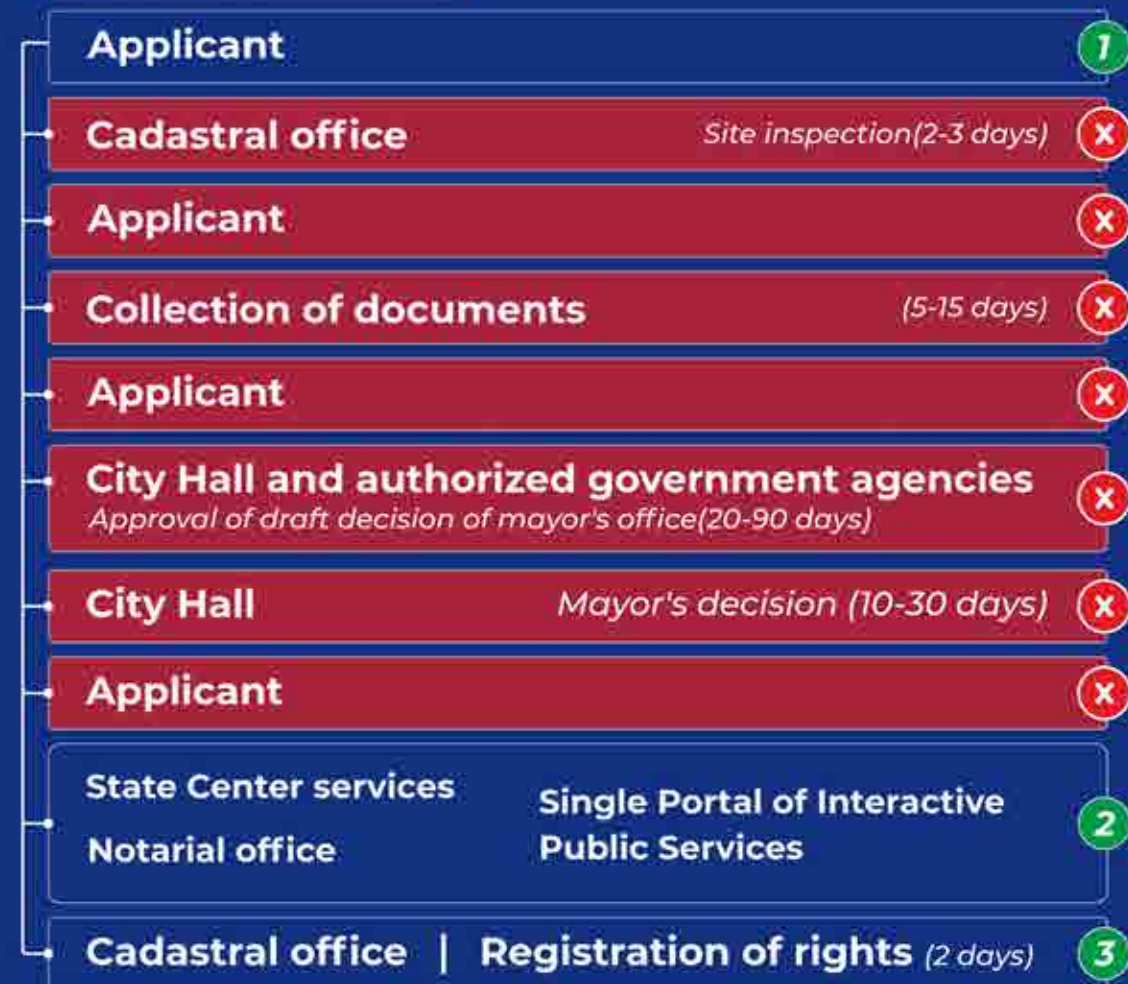 Applicant 1
Cadastral office Site inspection(2-3 days) X
Applicant X
Collection of documents (5-15 days) X
Applicant X
City Hall and authorized government agencies X
Approval of draft decision of mayor's office(20-90 days)
City Hall Mayor's decision (10-30 days) X
Applicant X
State Center services
Notarial office
Single Portal of Interactive
Public Services
2
Cadastral office | Registration of rights (2 days) 3